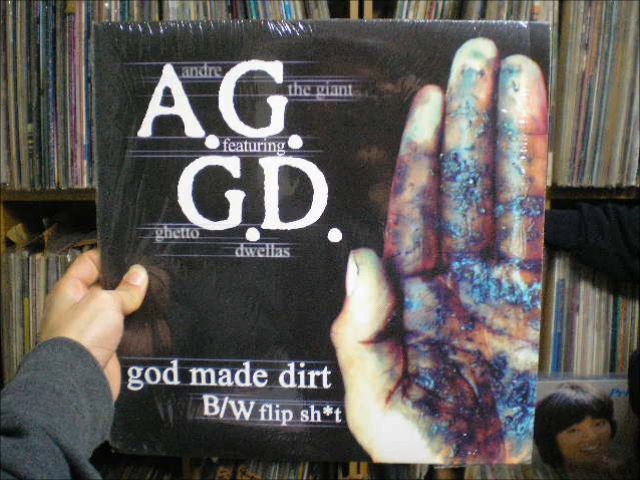 andre
A.G.
the giant
featuring
G.D.
ghetto
dwellas
god made dirt
B/W flip sh*t